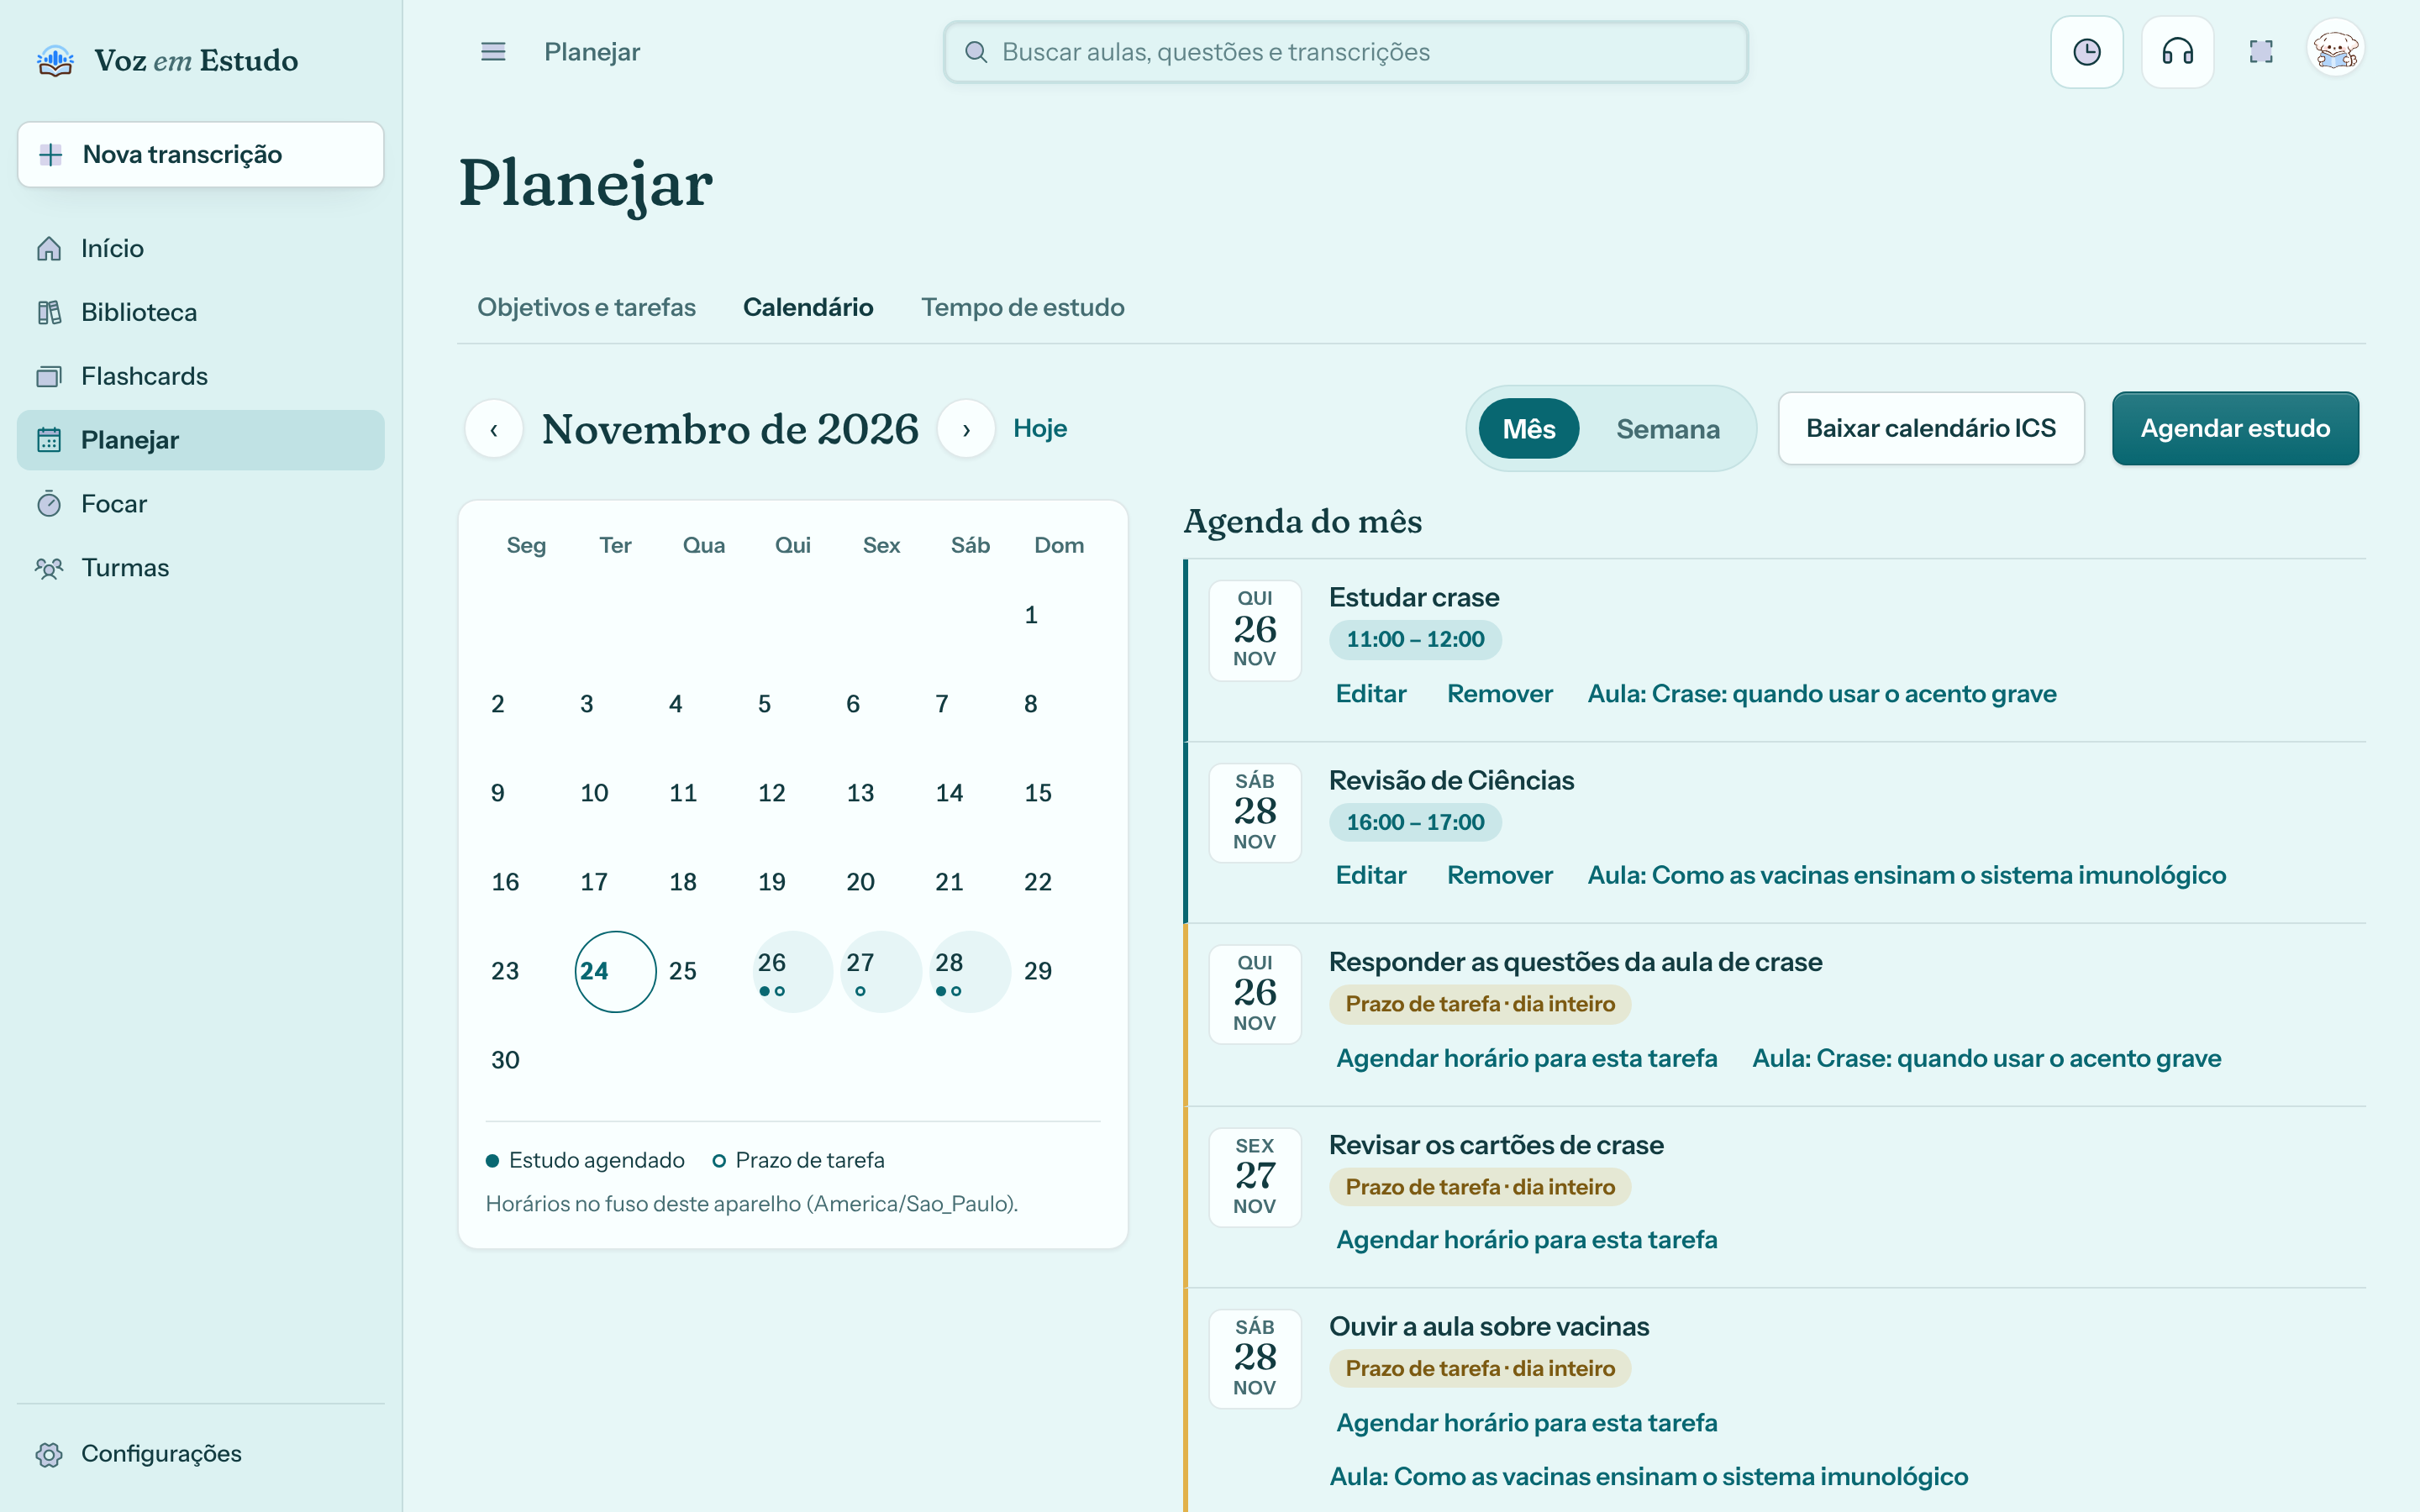 Voz em Estudo
Nova transcrição
Início
Biblioteca
Flashcards
Planejar
Focar
Turmas
Configurações
Planejar
Buscar aulas, questões e transcrições
Planejar
Objetivos e tarefas Calendário Tempo de estudo
‹ Novembro de 2026 › Hoje
Mês Semana Baixar calendário ICS Agendar estudo
Seg Ter Qua Qui Sex Sáb Dom
1
2 3 4 5 6 7 8
9 10 11 12 13 14 15
16 17 18 19 20 21 22
23 24 25 26 27 28 29
30
Estudo agendado Prazo de tarefa
Horários no fuso deste aparelho (America/Sao_Paulo).
Agenda do mês
QUI
26
NOV
Estudar crase
11:00 – 12:00
Editar Remover Aula: Crase: quando usar o acento grave
SÁB
28
NOV
Revisão de Ciências
16:00 – 17:00
Editar Remover Aula: Como as vacinas ensinam o sistema imunológico
QUI
26
NOV
Responder as questões da aula de crase
Prazo de tarefa · dia inteiro
Agendar horário para esta tarefa Aula: Crase: quando usar o acento grave
SEX
27
NOV
Revisar os cartões de crase
Prazo de tarefa · dia inteiro
Agendar horário para esta tarefa
SÁB
28
NOV
Ouvir a aula sobre vacinas
Prazo de tarefa · dia inteiro
Agendar horário para esta tarefa
Aula: Como as vacinas ensinam o sistema imunológico